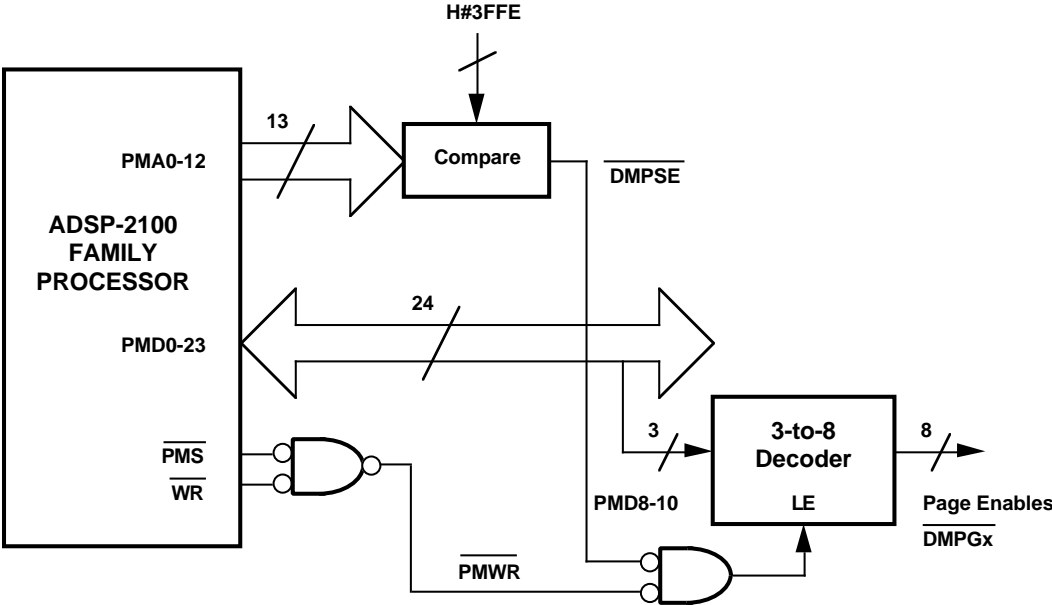 H#3FFE
13
PMA0-12
Compare
DMPSE
ADSP-2100
FAMILY
PROCESSOR
24
PMD0-23
3
3-to-8
Decoder
8
PMS
WR
PMD8-10
LE
Page Enables
DMPGx
PMWR